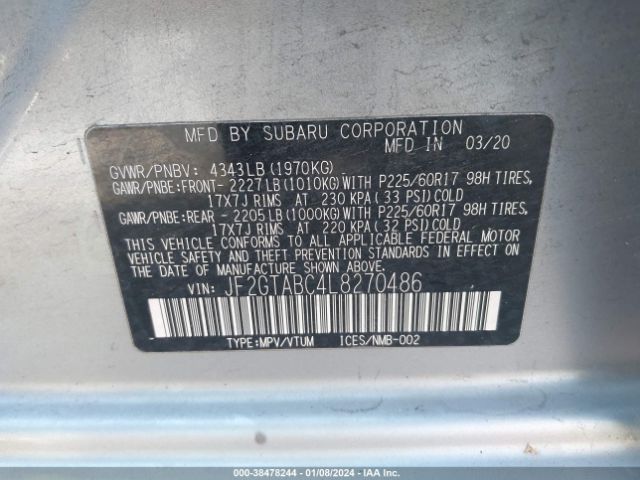 MFD BY SUBARU CORPORATION
MFD IN 03/20
GVWR/PNBV: 4343LB (1970KG)
GAWR/PNBE:FRONT- 2227LB (1010KG)WITH P225/60R17 98H TIRES,
17X7J RIMS AT 230 KPA( 33 PSI)COLD
GAWR/PNBE:REAR - 2205LB (1000KG)WITH P225/60R17 98H TIRES,
17X7J RIMS AT 220 KPA( 32 PSI)COLD
THIS VEHICLE CONFORMS TO ALL APPLICABLE FEDERAL MOTOR
VEHICLE SAFETY, BUMPER, AND THEFT PREVENTION
STANDARDS IN EFFECT ON THE DATE OF MANUFACTURE SHOWN ABOVE.
VIN: JF2GTABC4L8270486
TYPE:MPV/VTUM ICES/NMB-002
000-38478244 - 01/08/2024 - IAA Inc.